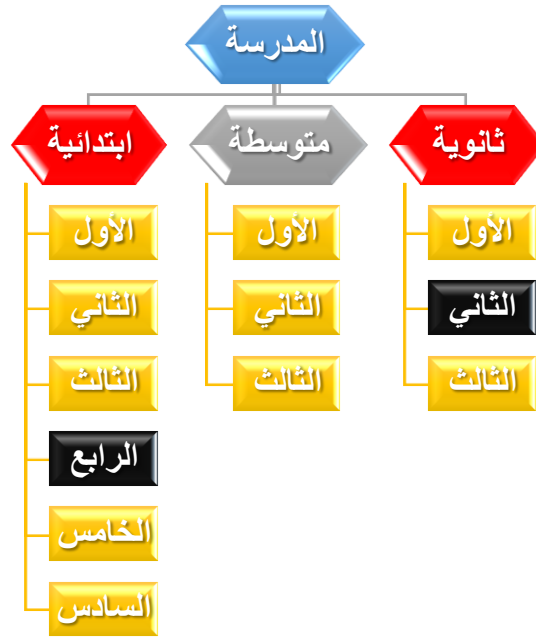 المدرسة
ثانوية
متوسطة
ابتدائية
الأول
الثاني
الثالث
الأول
الثاني
الثالث
الأول
الثاني
الثالث
الرابع
الخامس
السادس